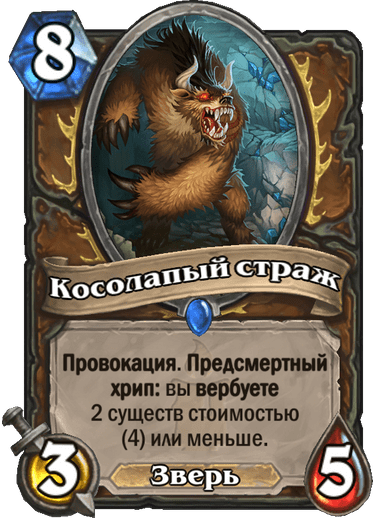 8
Косолапый страж
Провокация. Предсмертный
хрип: вы вербуете
2 существ стоимостью
(4) или меньше.
3
Зверь
5